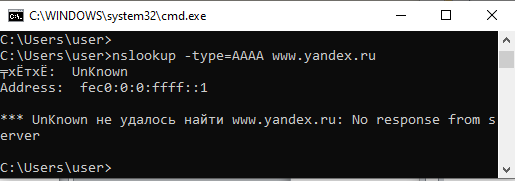 C:\WINDOWS\system32\cmd.exe
C:\Users\user>
C:\Users\user>nslookup -type=AAAA www.yandex.ru
╤хЁтхЁ:  UnKnown
Address:  fec0:0:0:ffff::1
*** UnKnown не удалось найти www.yandex.ru: No response from s
erver
C:\Users\user>